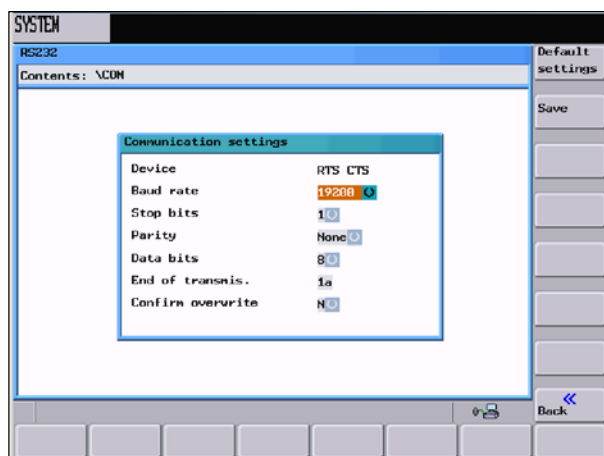 SYSTEM
RS232
Default settings
Contents: \COM
Save
Communication settings
Device RTS CTS
Baud rate 19200
Stop bits 1
Parity None
Data bits 8
End of transmis. 1a
Confirm overwrite N
Back